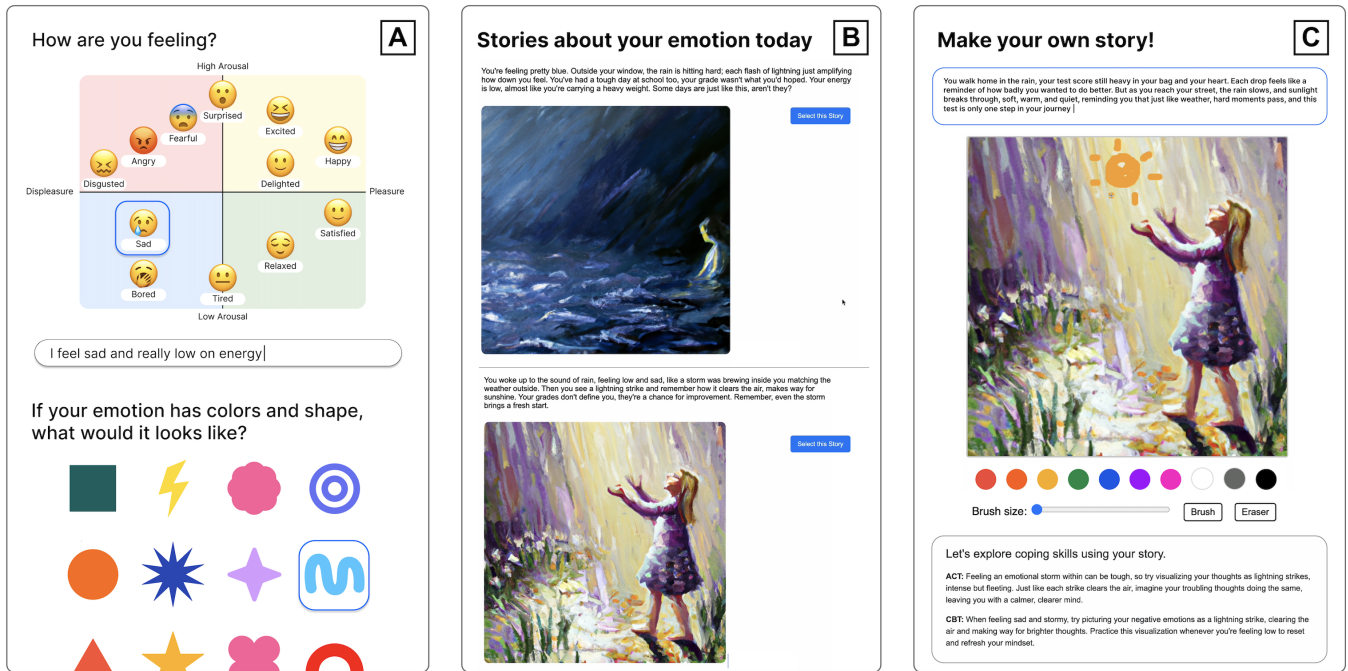 How are you feeling?
A
High Arousal
Surprised
Excited
Fearful
Happy
Angry
Delighted
Disgusted
Displeasure
Pleasure
Sad
Satisfied
Relaxed
Bored
Tired
Low Arousal
I feel sad and really low on energy
If your emotion has colors and shape,
what would it looks like?
Stories about your emotion today
B
You're feeling pretty blue. Outside your window, the rain is hitting hard; each flash of lightning just amplifying
how down you feel. You've had a tough day at school too, your grade wasn't what you'd hoped. Your energy
is low, almost like you're carrying a heavy weight. Some days are just like this, aren't they?
Select this Story
You woke up to the sound of rain, feeling low and sad, like a storm was brewing inside you matching the
weather outside. Then you see a lightning strike and remember how it clears the air, makes way for
sunshine. Your grades don't define you, they're a chance for improvement. Remember, even the storm
brings a fresh start.
Select this Story
Make your own story!
C
You walk home in the rain, your test score still heavy in your bag and your heart. Each drop feels like a
reminder of how badly you wanted to do better. But as you reach your street, the rain slows, and sunlight
breaks through, soft, warm, and quiet, reminding you that just like weather, hard moments pass, and this
test is only one step in your journey
Brush size:
Brush
Eraser
Let's explore coping skills using your story.
ACT: Feeling an emotional storm within can be tough, so try visualizing your thoughts as lightning strikes,
intense but fleeting. Just like each strike clears the air, imagine your troubling thoughts doing the same,
leaving you with a calmer, clearer mind.
CBT: When feeling sad and stormy, try picturing your negative emotions as a lightning strike, clearing the
air and making way for brighter thoughts. Practice this visualization whenever you're feeling low to reset
and refresh your mindset.